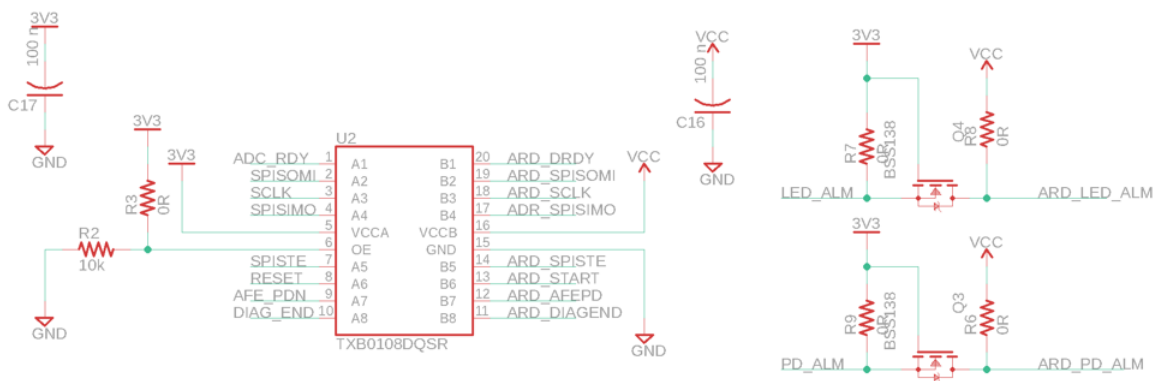 3V3
100 n
C17
GND
3V3
3V3
R3
0R
R2
10k
GND
U2
ADC_RDY 1 A1 B1 20 ARD_DRDY
SPISOMI 2 A2 B2 19 ARD_SPISOMI
SCLK 3 A3 B3 18 ARD_SCLK
SPISIMO 4 A4 B4 17 ADR_SPISIMO
5 VCCA VCCB 16
6 OE GND 15
SPISTE 7 A5 B5 14 ARD_SPISTE
RESET 8 A6 B6 13 ARD_START
AFE_PDN 9 A7 B7 12 ARD_AFEPD
DIAG_END 10 A8 B8 11 ARD_DIAGEND
TXB0108DQSR
VCC
GND
VCC
100 n
C16
GND
3V3
VCC
R7
BSS138
Q4
R8
0R
LED_ALM
ARD_LED_ALM
3V3
VCC
R9
BSS138
Q3
R6
0R
PD_ALM
ARD_PD_ALM